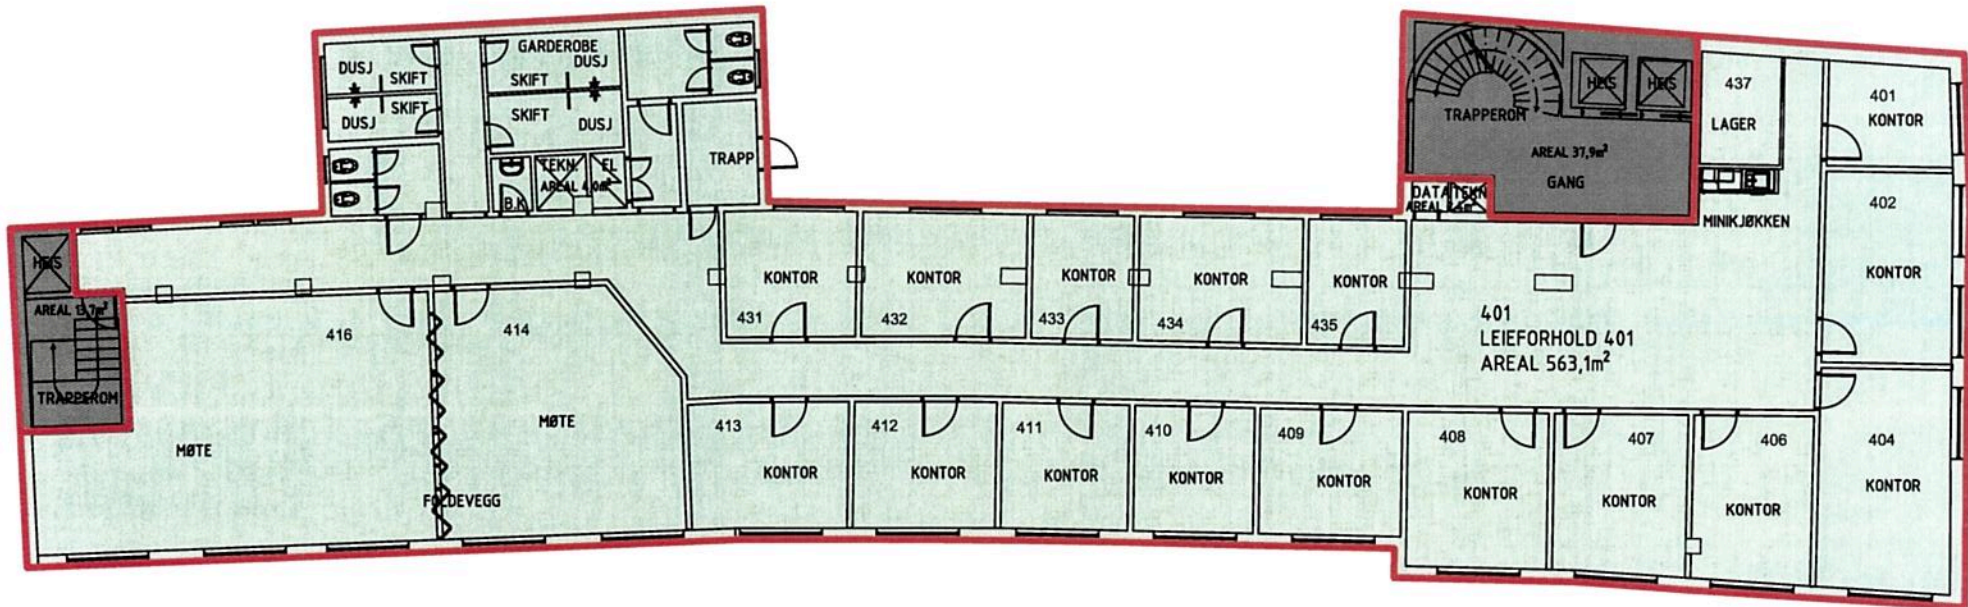 GARDEROBE
DUSJ
SKIFT
SKIFT
DUSJ
DUSJ
SKIFT
SKIFT
DUSJ
TEKN.
EL
AREAL 4,0m²
B.K
TRAPP
HEIS
HEIS
TRAPPEROM
AREAL 37,9m²
GANG
DATA
TEKN
437
LAGER
MINIKJØKKEN
401
KONTOR
402
KONTOR
HEIS
AREAL 13,7m²
TRAPPEROM
416
MØTE
414
MØTE
FOLDEVEGG
KONTOR
431
KONTOR
432
KONTOR
433
KONTOR
434
KONTOR
435
401
LEIEFORHOLD 401
AREAL 563,1m²
413
KONTOR
412
KONTOR
411
KONTOR
410
KONTOR
409
KONTOR
408
KONTOR
407
KONTOR
406
KONTOR
404
KONTOR